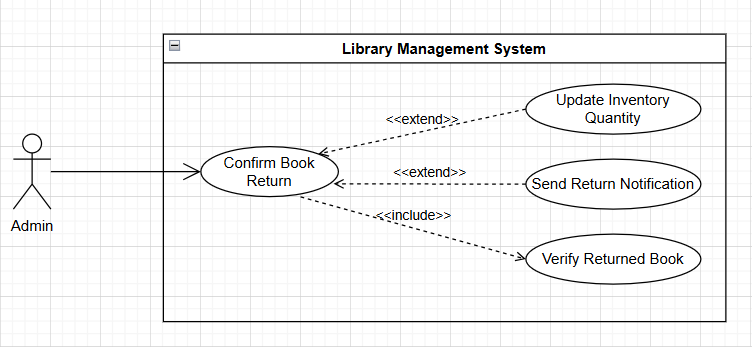 Library Management System
Update Inventory
Quantity
<<extend>>
Confirm Book
Return
<<extend>>
Send Return Notification
<<include>>
Admin
Verify Returned Book